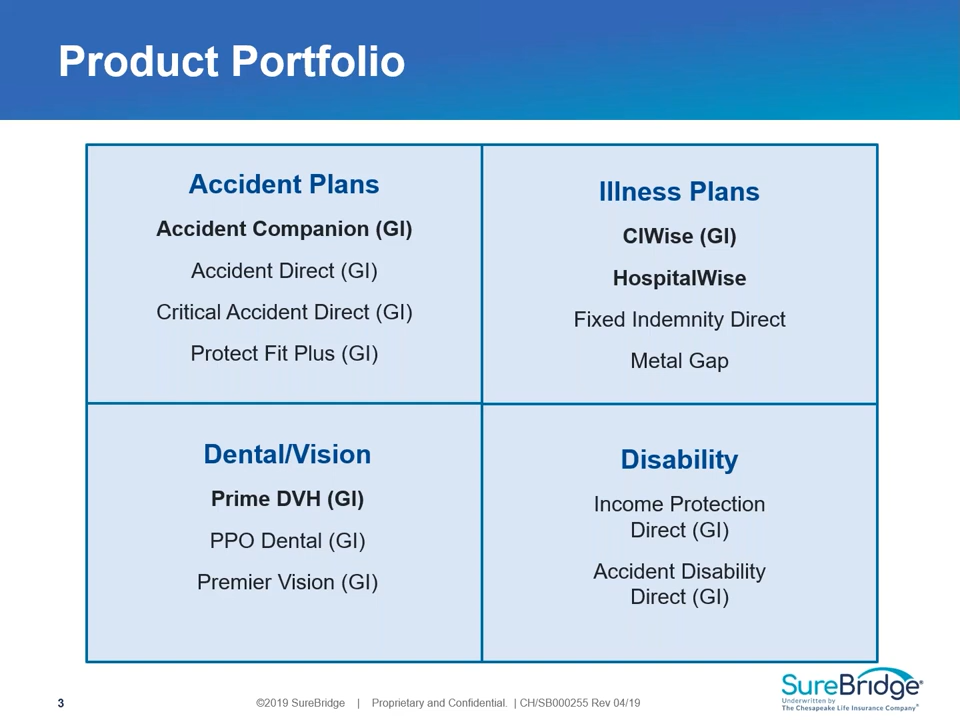 Product Portfolio
Accident Plans
Accident Companion (GI)
Accident Direct (GI)
Critical Accident Direct (GI)
Protect Fit Plus (GI)
Illness Plans
CIWise (GI)
HospitalWise
Fixed Indemnity Direct
Metal Gap
Dental/Vision
Prime DVH (GI)
PPO Dental (GI)
Premier Vision (GI)
Disability
Income Protection
Direct (GI)
Accident Disability
Direct (GI)
3
©2019 SureBridge | Proprietary and Confidential. | CH/SB000255 Rev 04/19
SureBridge®
Underwritten by
The Chesapeake Life Insurance Company®